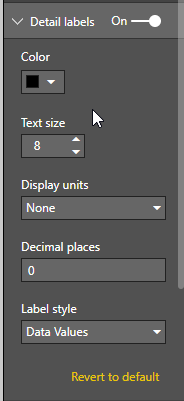 Detail labels On
Color
Text size
8
Display units
None
Decimal places
0
Label style
Data Values
Revert to default